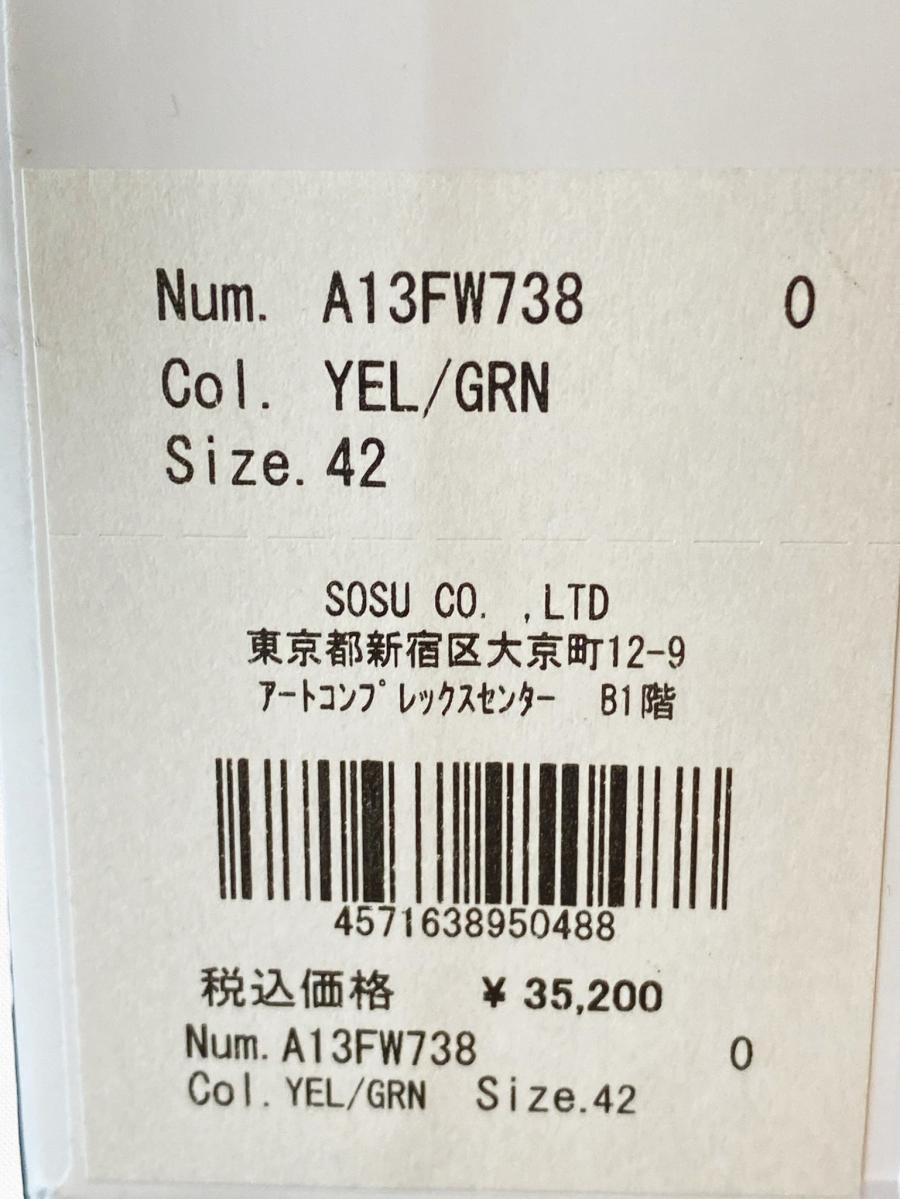 Num. A13FW738 0
Col. YEL/GRN
Size. 42
SOSU CO. ,LTD
東京都新宿区大京町12-9
ｱｰﾄｺﾝﾌﾟﾚｯｸｽｾﾝﾀｰ B1階
4571638950488
税込価格 ¥ 35,200
Num. A13FW738 0
Col. YEL/GRN Size.42